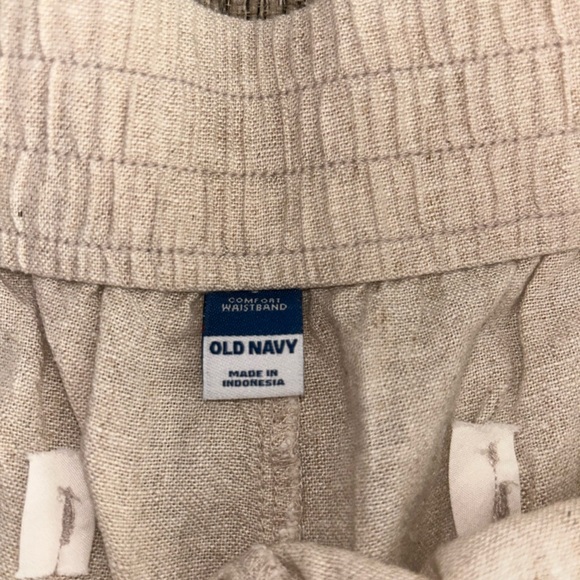 COMFORT
WAISTBAND
OLD NAVY
MADE IN
INDONESIA